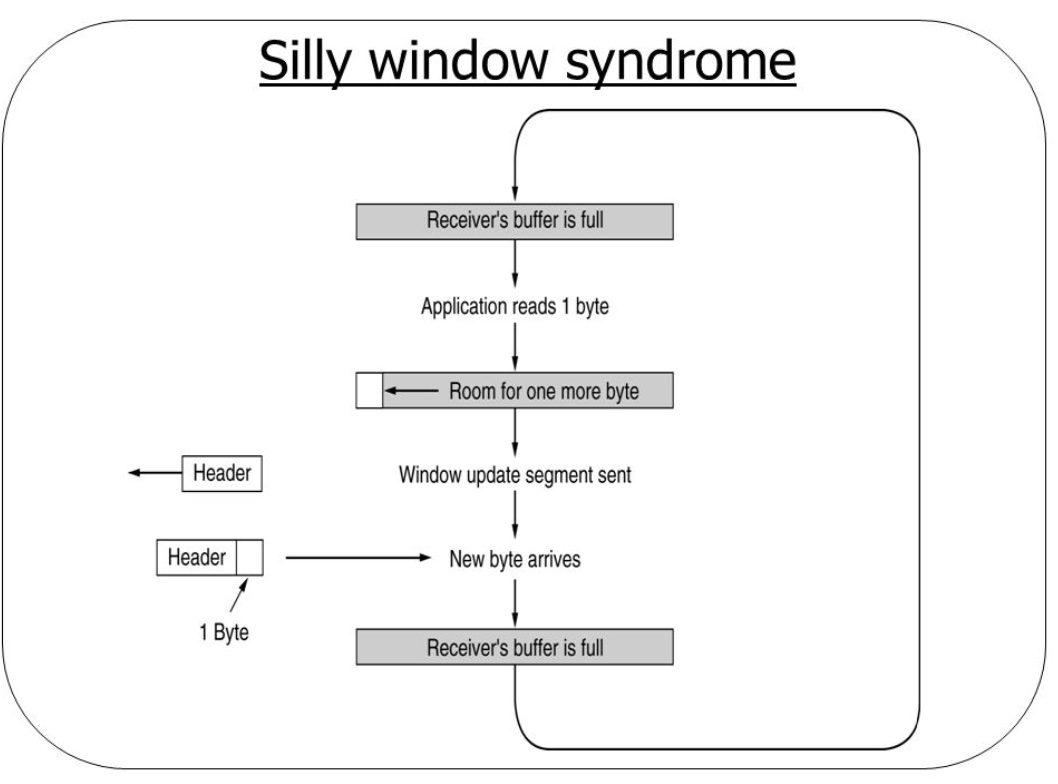 Silly window syndrome
Receiver's buffer is full
Application reads 1 byte
Room for one more byte
Header
Window update segment sent
Header
New byte arrives
1 Byte
Receiver's buffer is full